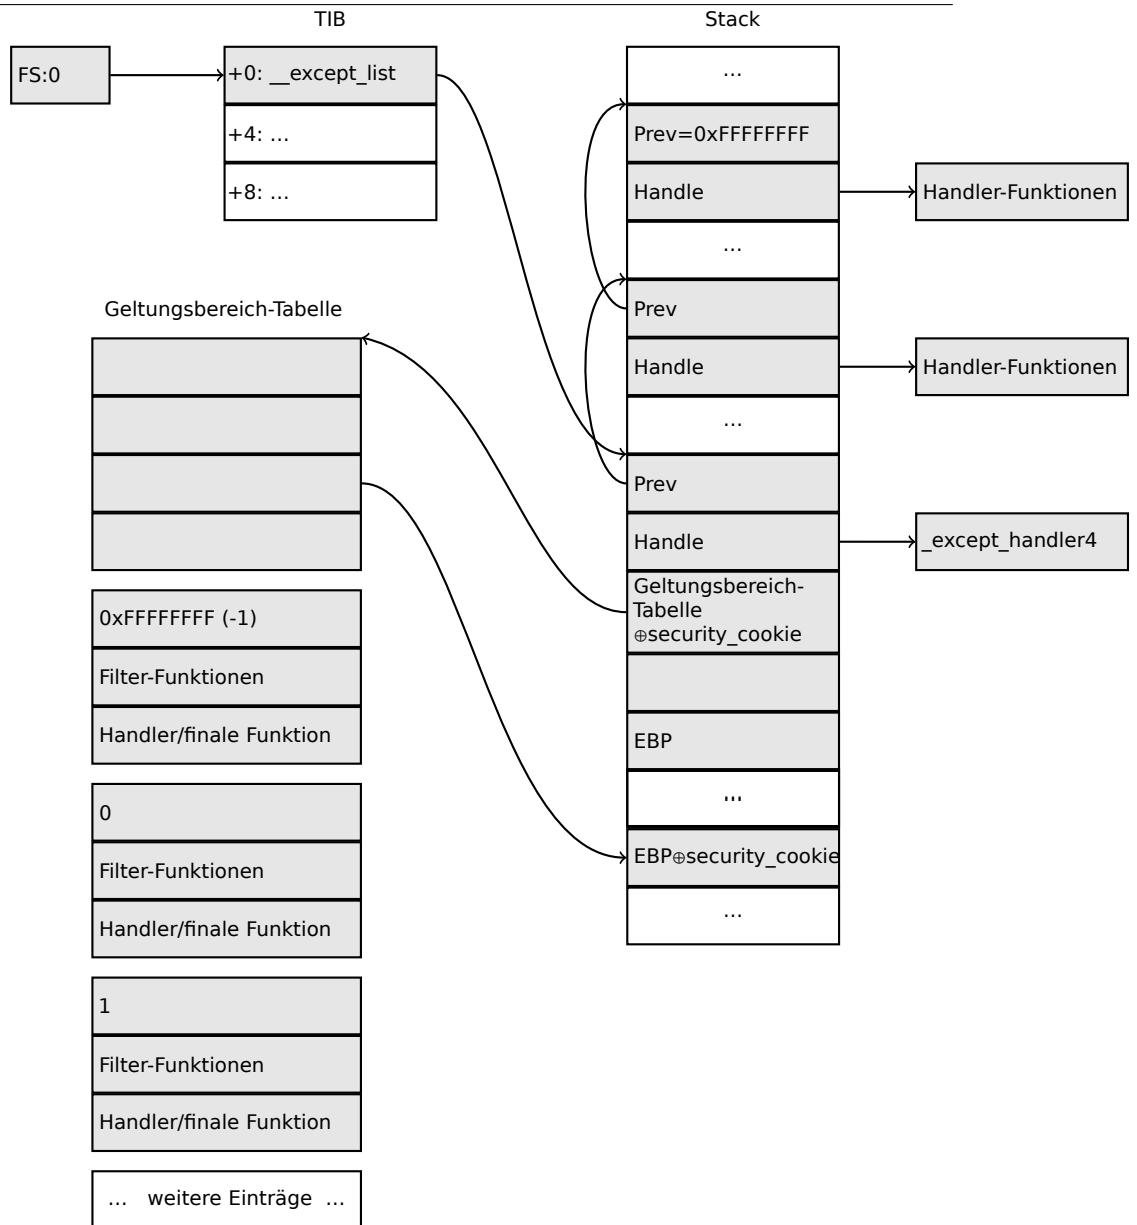 TIB
Stack
FS:0
+0: __except_list
+4: ...
+8: ...
...
Prev=0xFFFFFFFF
Handle
Handler-Funktionen
...
Prev
Handle
Handler-Funktionen
...
Prev
Handle
_except_handler4
Geltungsbereich-
Tabelle
⊕security_cookie
EBP
...
EBP⊕security_cookie
...
Geltungsbereich-Tabelle
0xFFFFFFFF (-1)
Filter-Funktionen
Handler/finale Funktion
0
Filter-Funktionen
Handler/finale Funktion
1
Filter-Funktionen
Handler/finale Funktion
... weitere Einträge ...